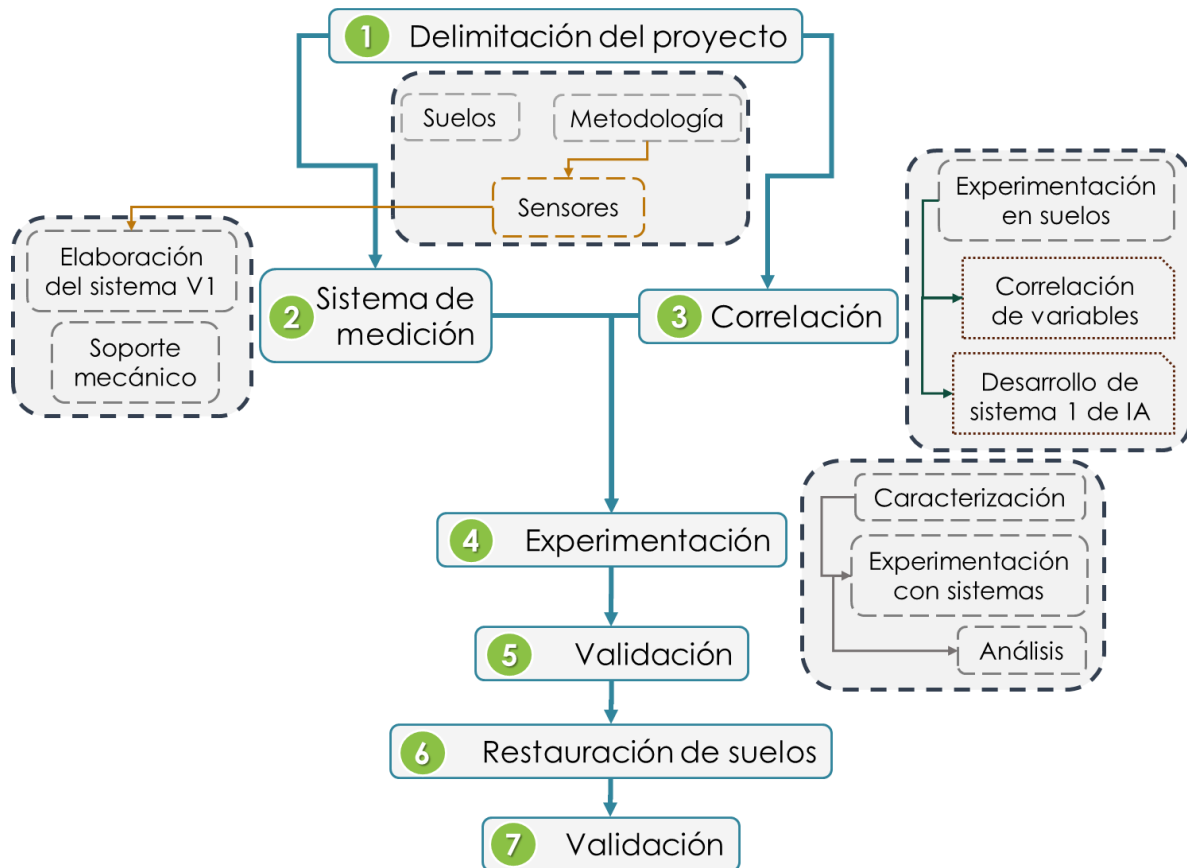 1 Delimitación del proyecto
Suelos
Metodología
Sensores
Elaboración
del sistema V1
Soporte
mecánico
2 Sistema de
medición
3 Correlación
Experimentación
en suelos
Correlación
de variables
Desarrollo de
sistema 1 de IA
4 Experimentación
Caracterización
Experimentación
con sistemas
Análisis
5 Validación
6 Restauración de suelos
7 Validación